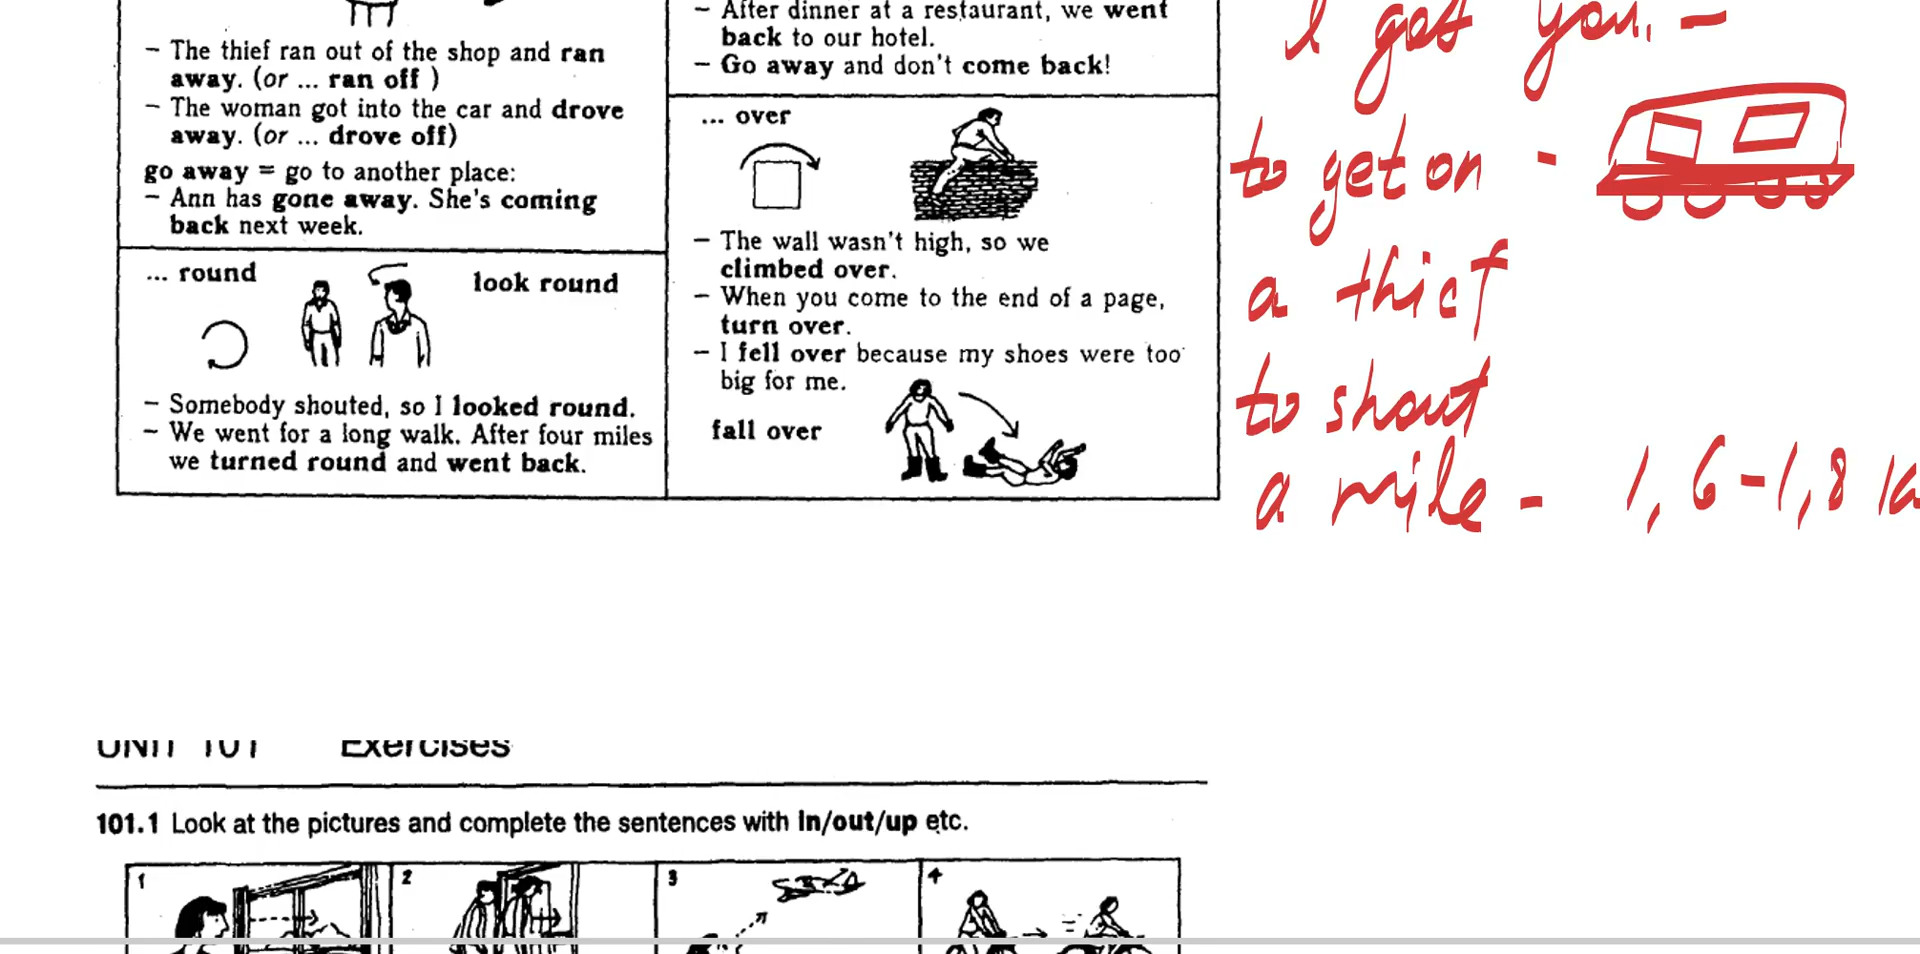 – The thief ran out of the shop and ran
away. (or ... ran off )
– The woman got into the car and drove
away. (or ... drove off)
go away = go to another place:
– Ann has gone away. She's coming
back next week.
... round
look round
– Somebody shouted, so I looked round.
– We went for a long walk. After four miles
we turned round and went back.
– After dinner at a restaurant, we went
back to our hotel.
– Go away and don't come back!
... over
– The wall wasn't high, so we
climbed over.
– When you come to the end of a page,
turn over.
– I fell over because my shoes were too
big for me.
fall over
I got you. –
to get on -
a thief
to shout
a mile - 1,6-1,8
UNIT 101 Exercises
101.1 Look at the pictures and complete the sentences with in/out/up etc.
1
2
3
4